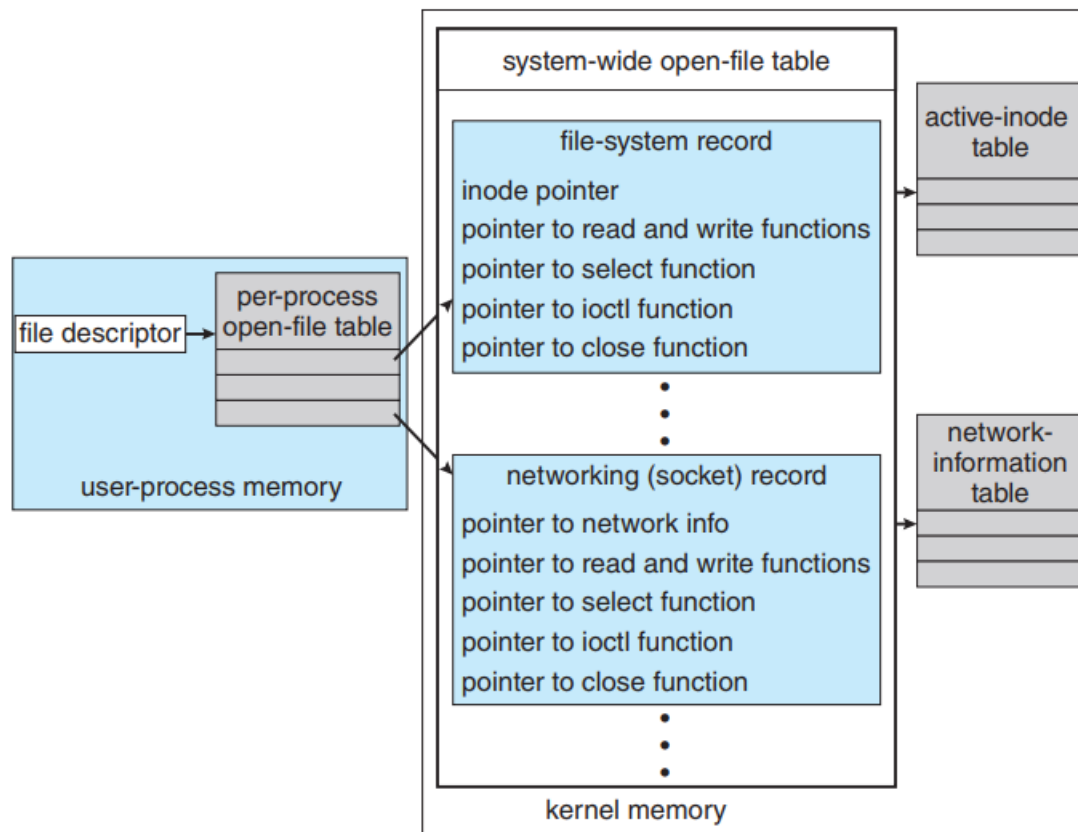 system-wide open-file table
file-system record
inode pointer
pointer to read and write functions
pointer to select function
pointer to ioctl function
pointer to close function
active-inode
table
file descriptor
per-process
open-file table
user-process memory
networking (socket) record
pointer to network info
pointer to read and write functions
pointer to select function
pointer to ioctl function
pointer to close function
network-
information
table
kernel memory